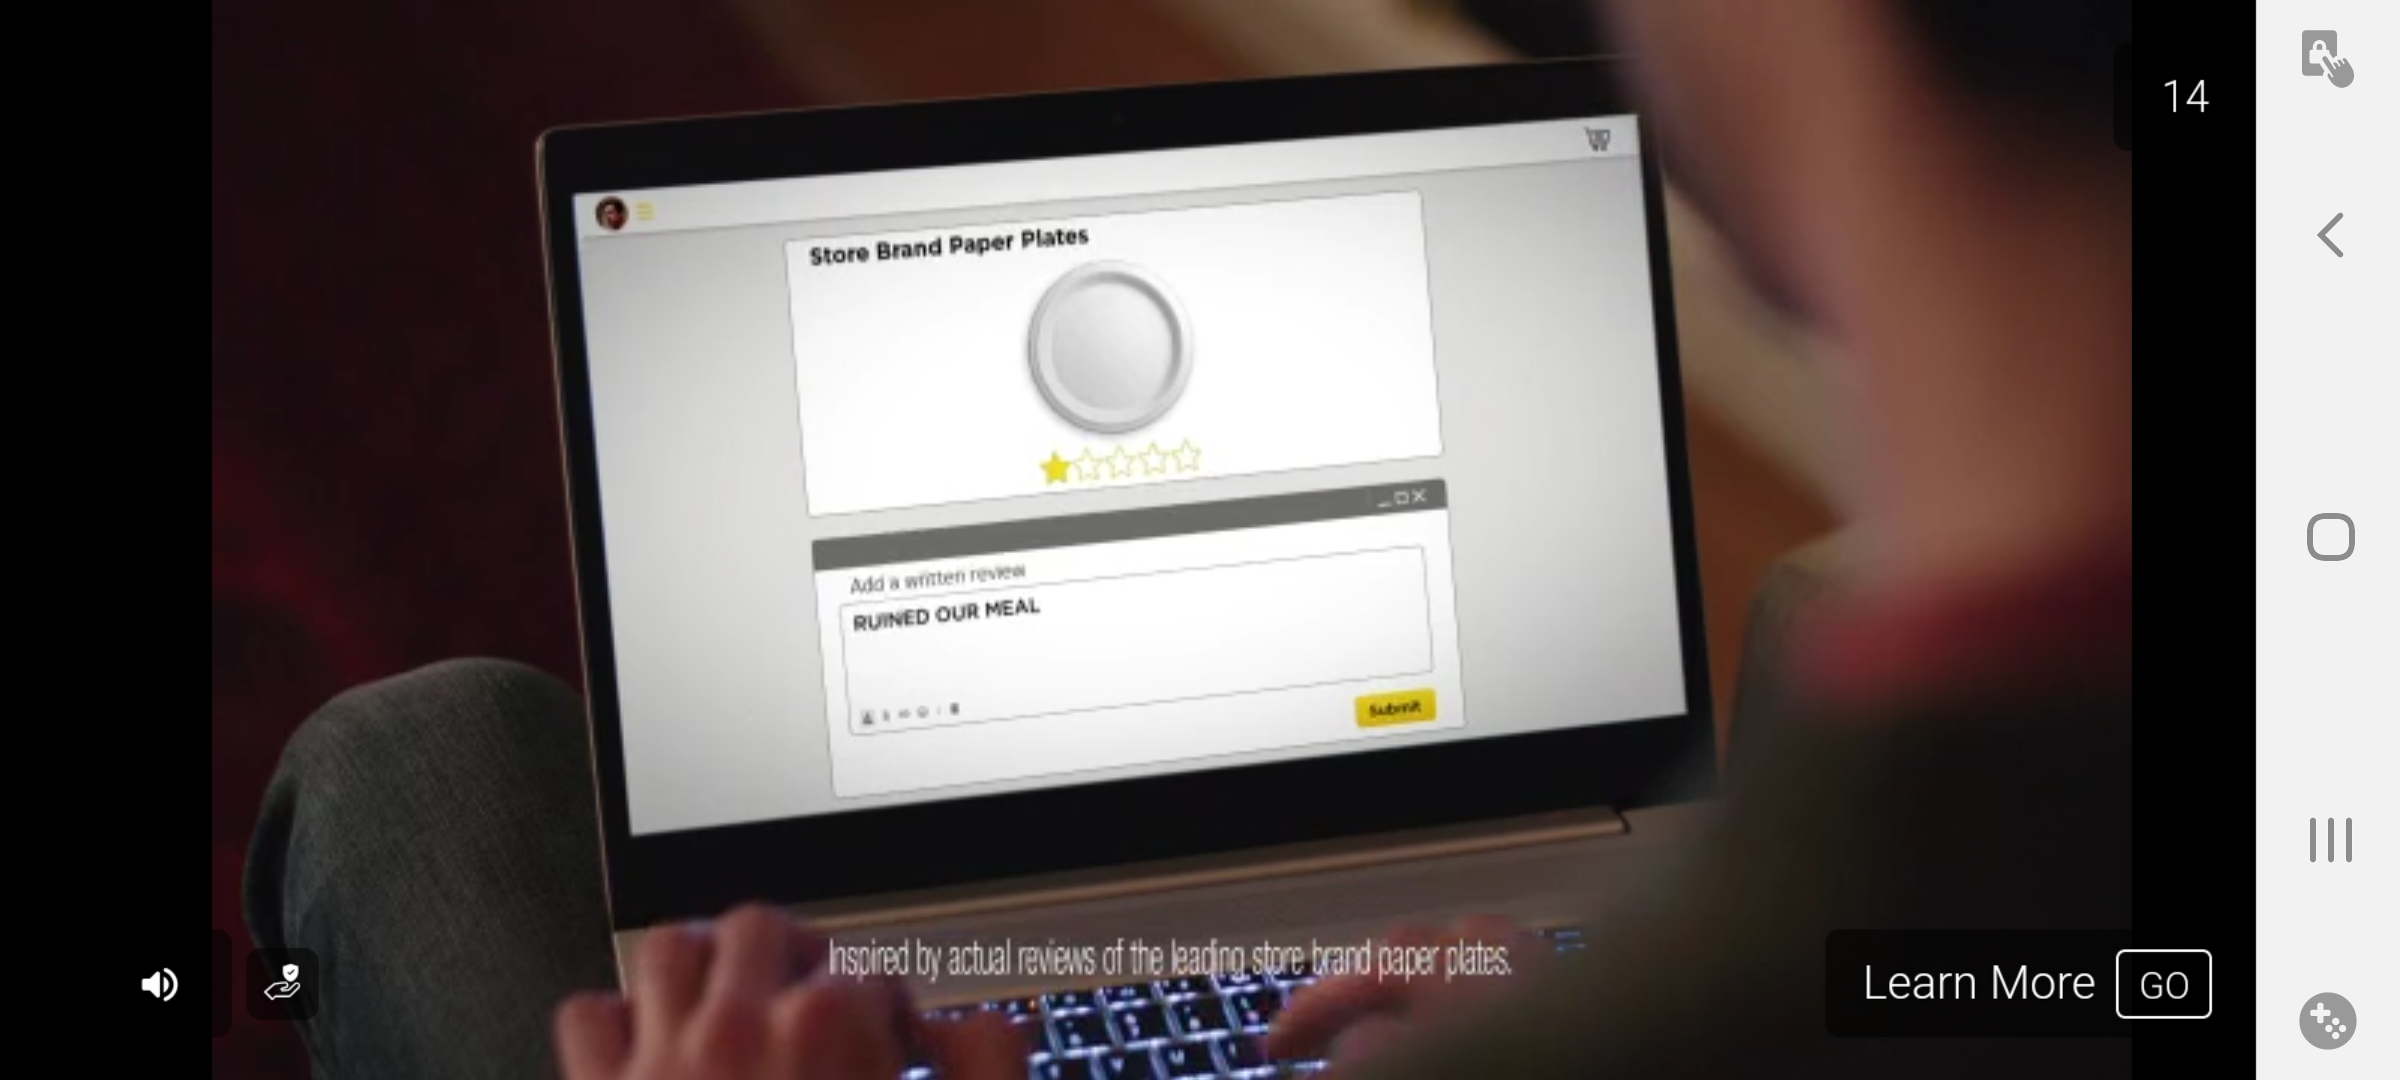 14
Store Brand Paper Plates
Add a written review
RUINED OUR MEAL
Submit
Inspired by actual reviews of the leading store brand paper plates.
Learn More GO